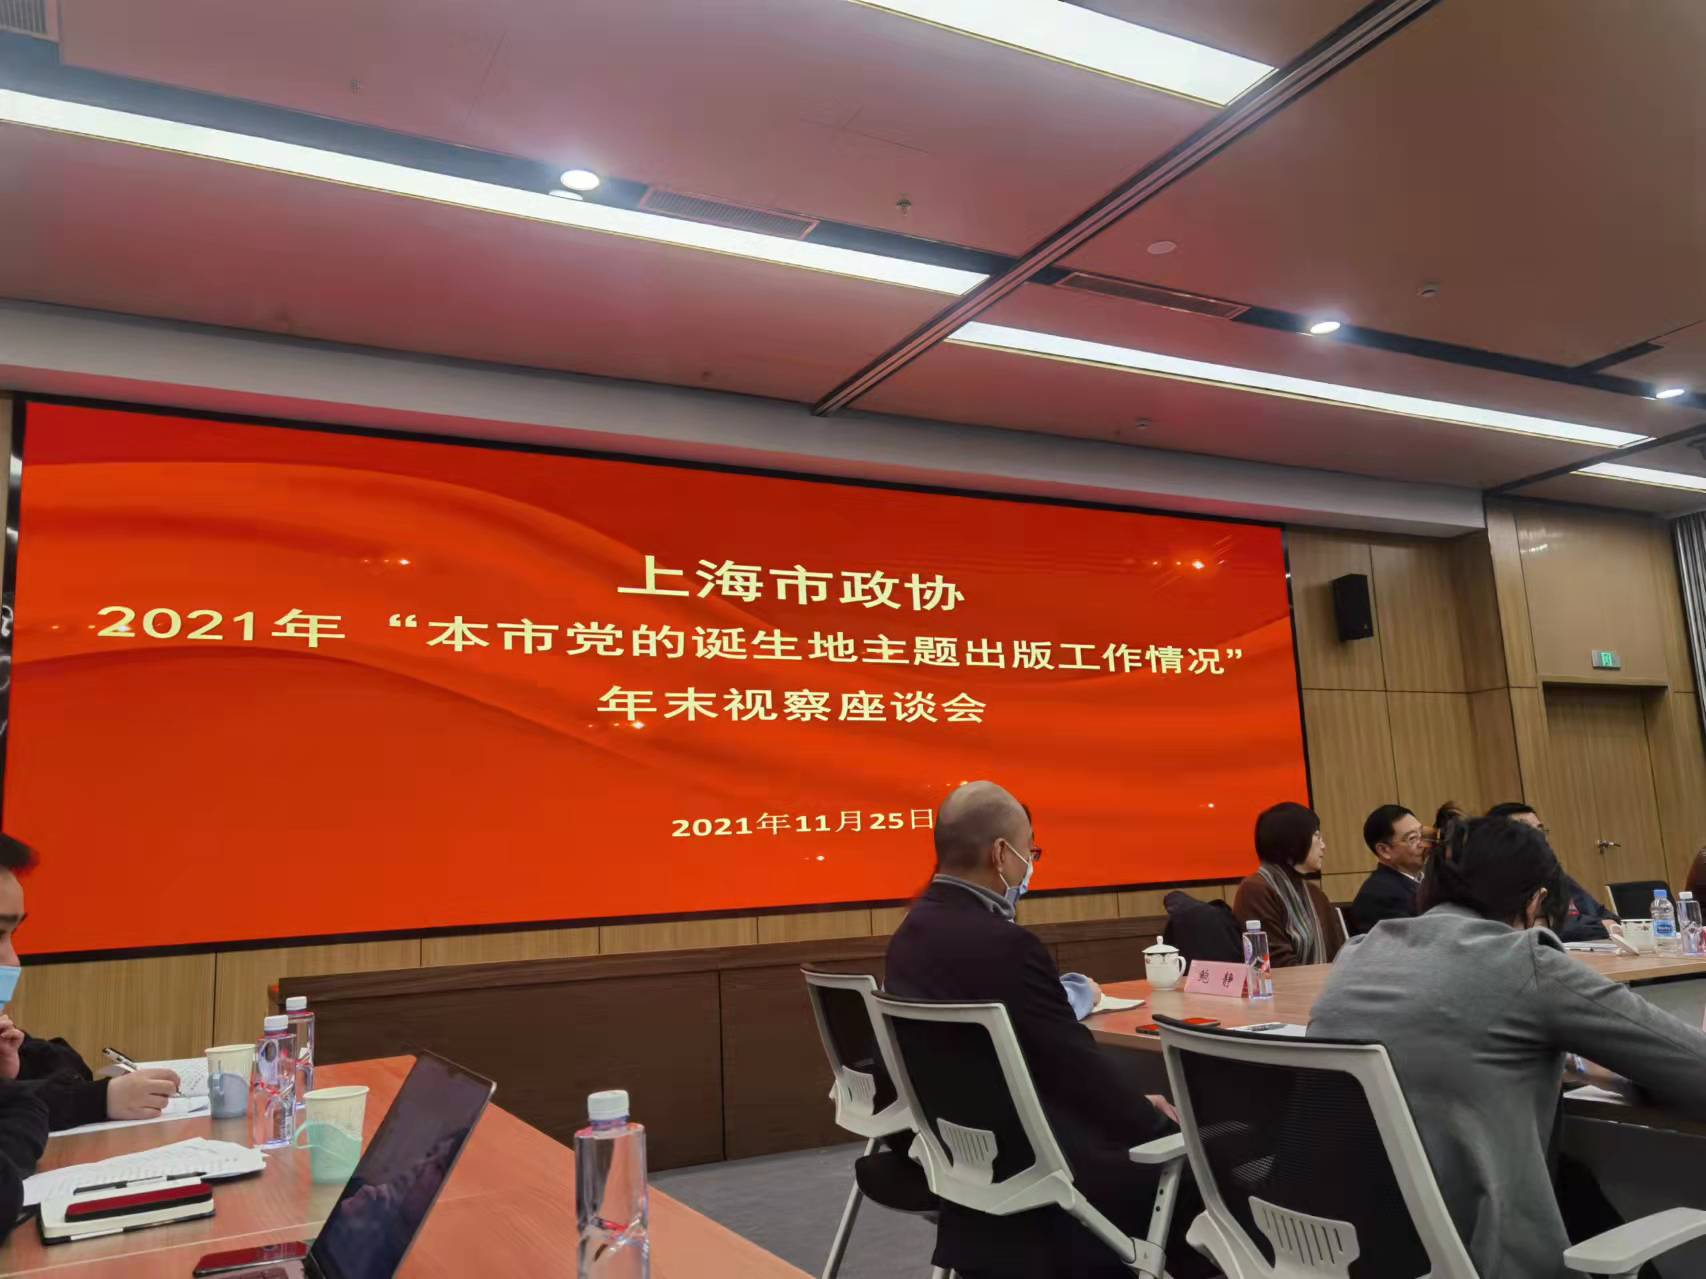 上海市政协
2021年“本市党的诞生地主题出版工作情况”
年末视察座谈会
2021年11月25日
鲍 静